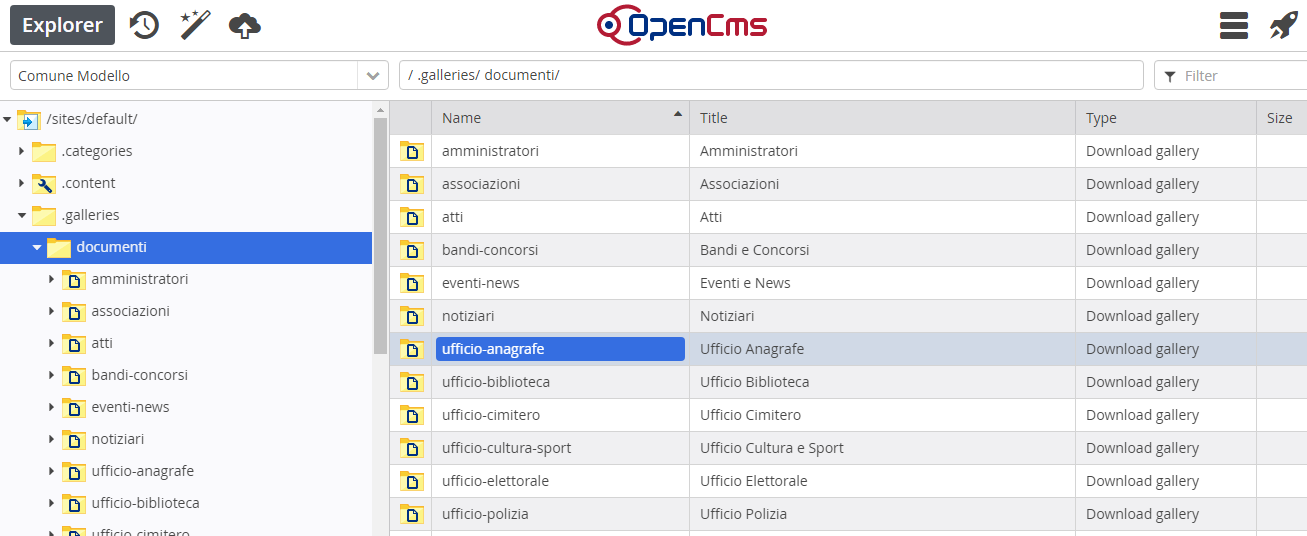 Explorer
OpenCms
Comune Modello
/ .galleries/ documenti/
Filter
/sites/default/
.categories
.content
.galleries
documenti
amministratori
associazioni
atti
bandi-concorsi
eventi-news
notiziari
ufficio-anagrafe
ufficio-biblioteca
ufficio-cimitero
Name Title Type Size
amministratori Amministratori Download gallery
associazioni Associazioni Download gallery
atti Atti Download gallery
bandi-concorsi Bandi e Concorsi Download gallery
eventi-news Eventi e News Download gallery
notiziari Notiziari Download gallery
ufficio-anagrafe Ufficio Anagrafe Download gallery
ufficio-biblioteca Ufficio Biblioteca Download gallery
ufficio-cimitero Ufficio Cimitero Download gallery
ufficio-cultura-sport Ufficio Cultura e Sport Download gallery
ufficio-elettorale Ufficio Elettorale Download gallery
ufficio-polizia Ufficio Polizia Download gallery